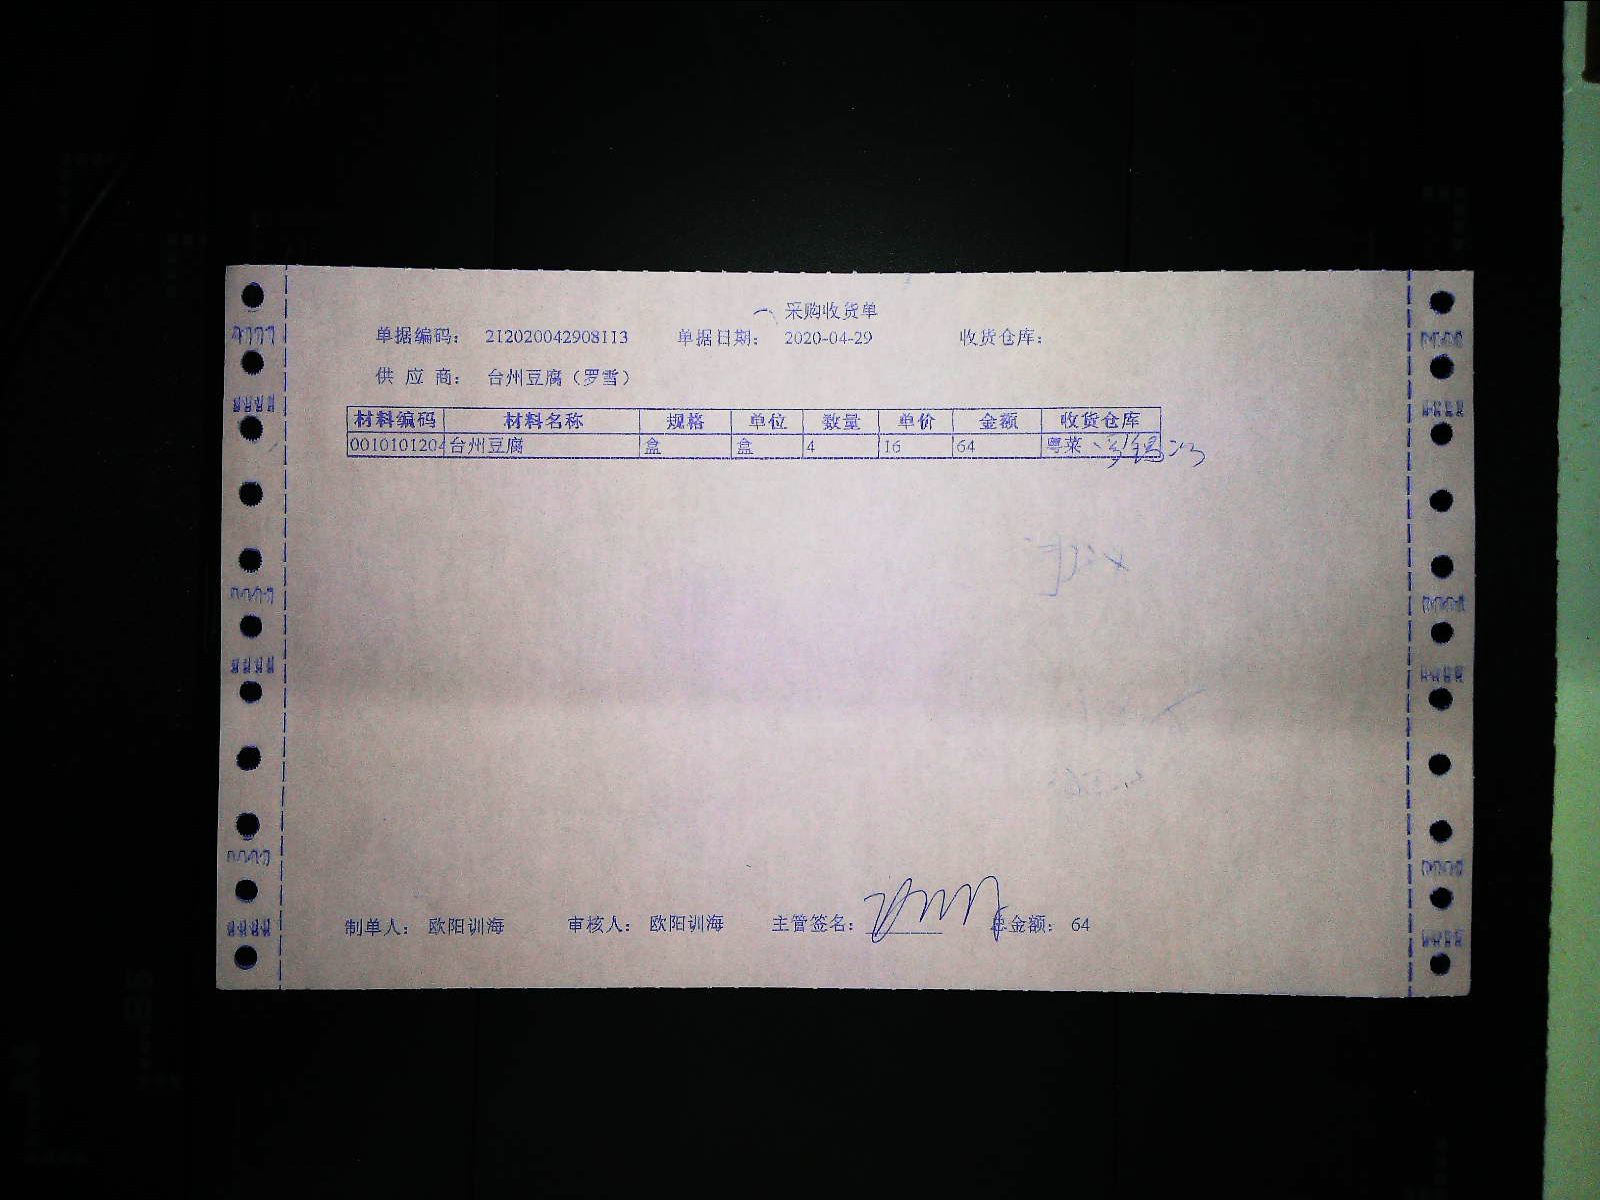 采购收货单
单据编码： 212020042908113 单据日期： 2020-04-29 收货仓库：
供 应 商： 台州豆腐（罗雪）
材料编码 材料名称 规格 单位 数量 单价 金额 收货仓库
0010101204 台州豆腐 盒 盒 4 16 64 粤菜
制单人： 欧阳训海 审核人： 欧阳训海 主管签名： 总金额： 64